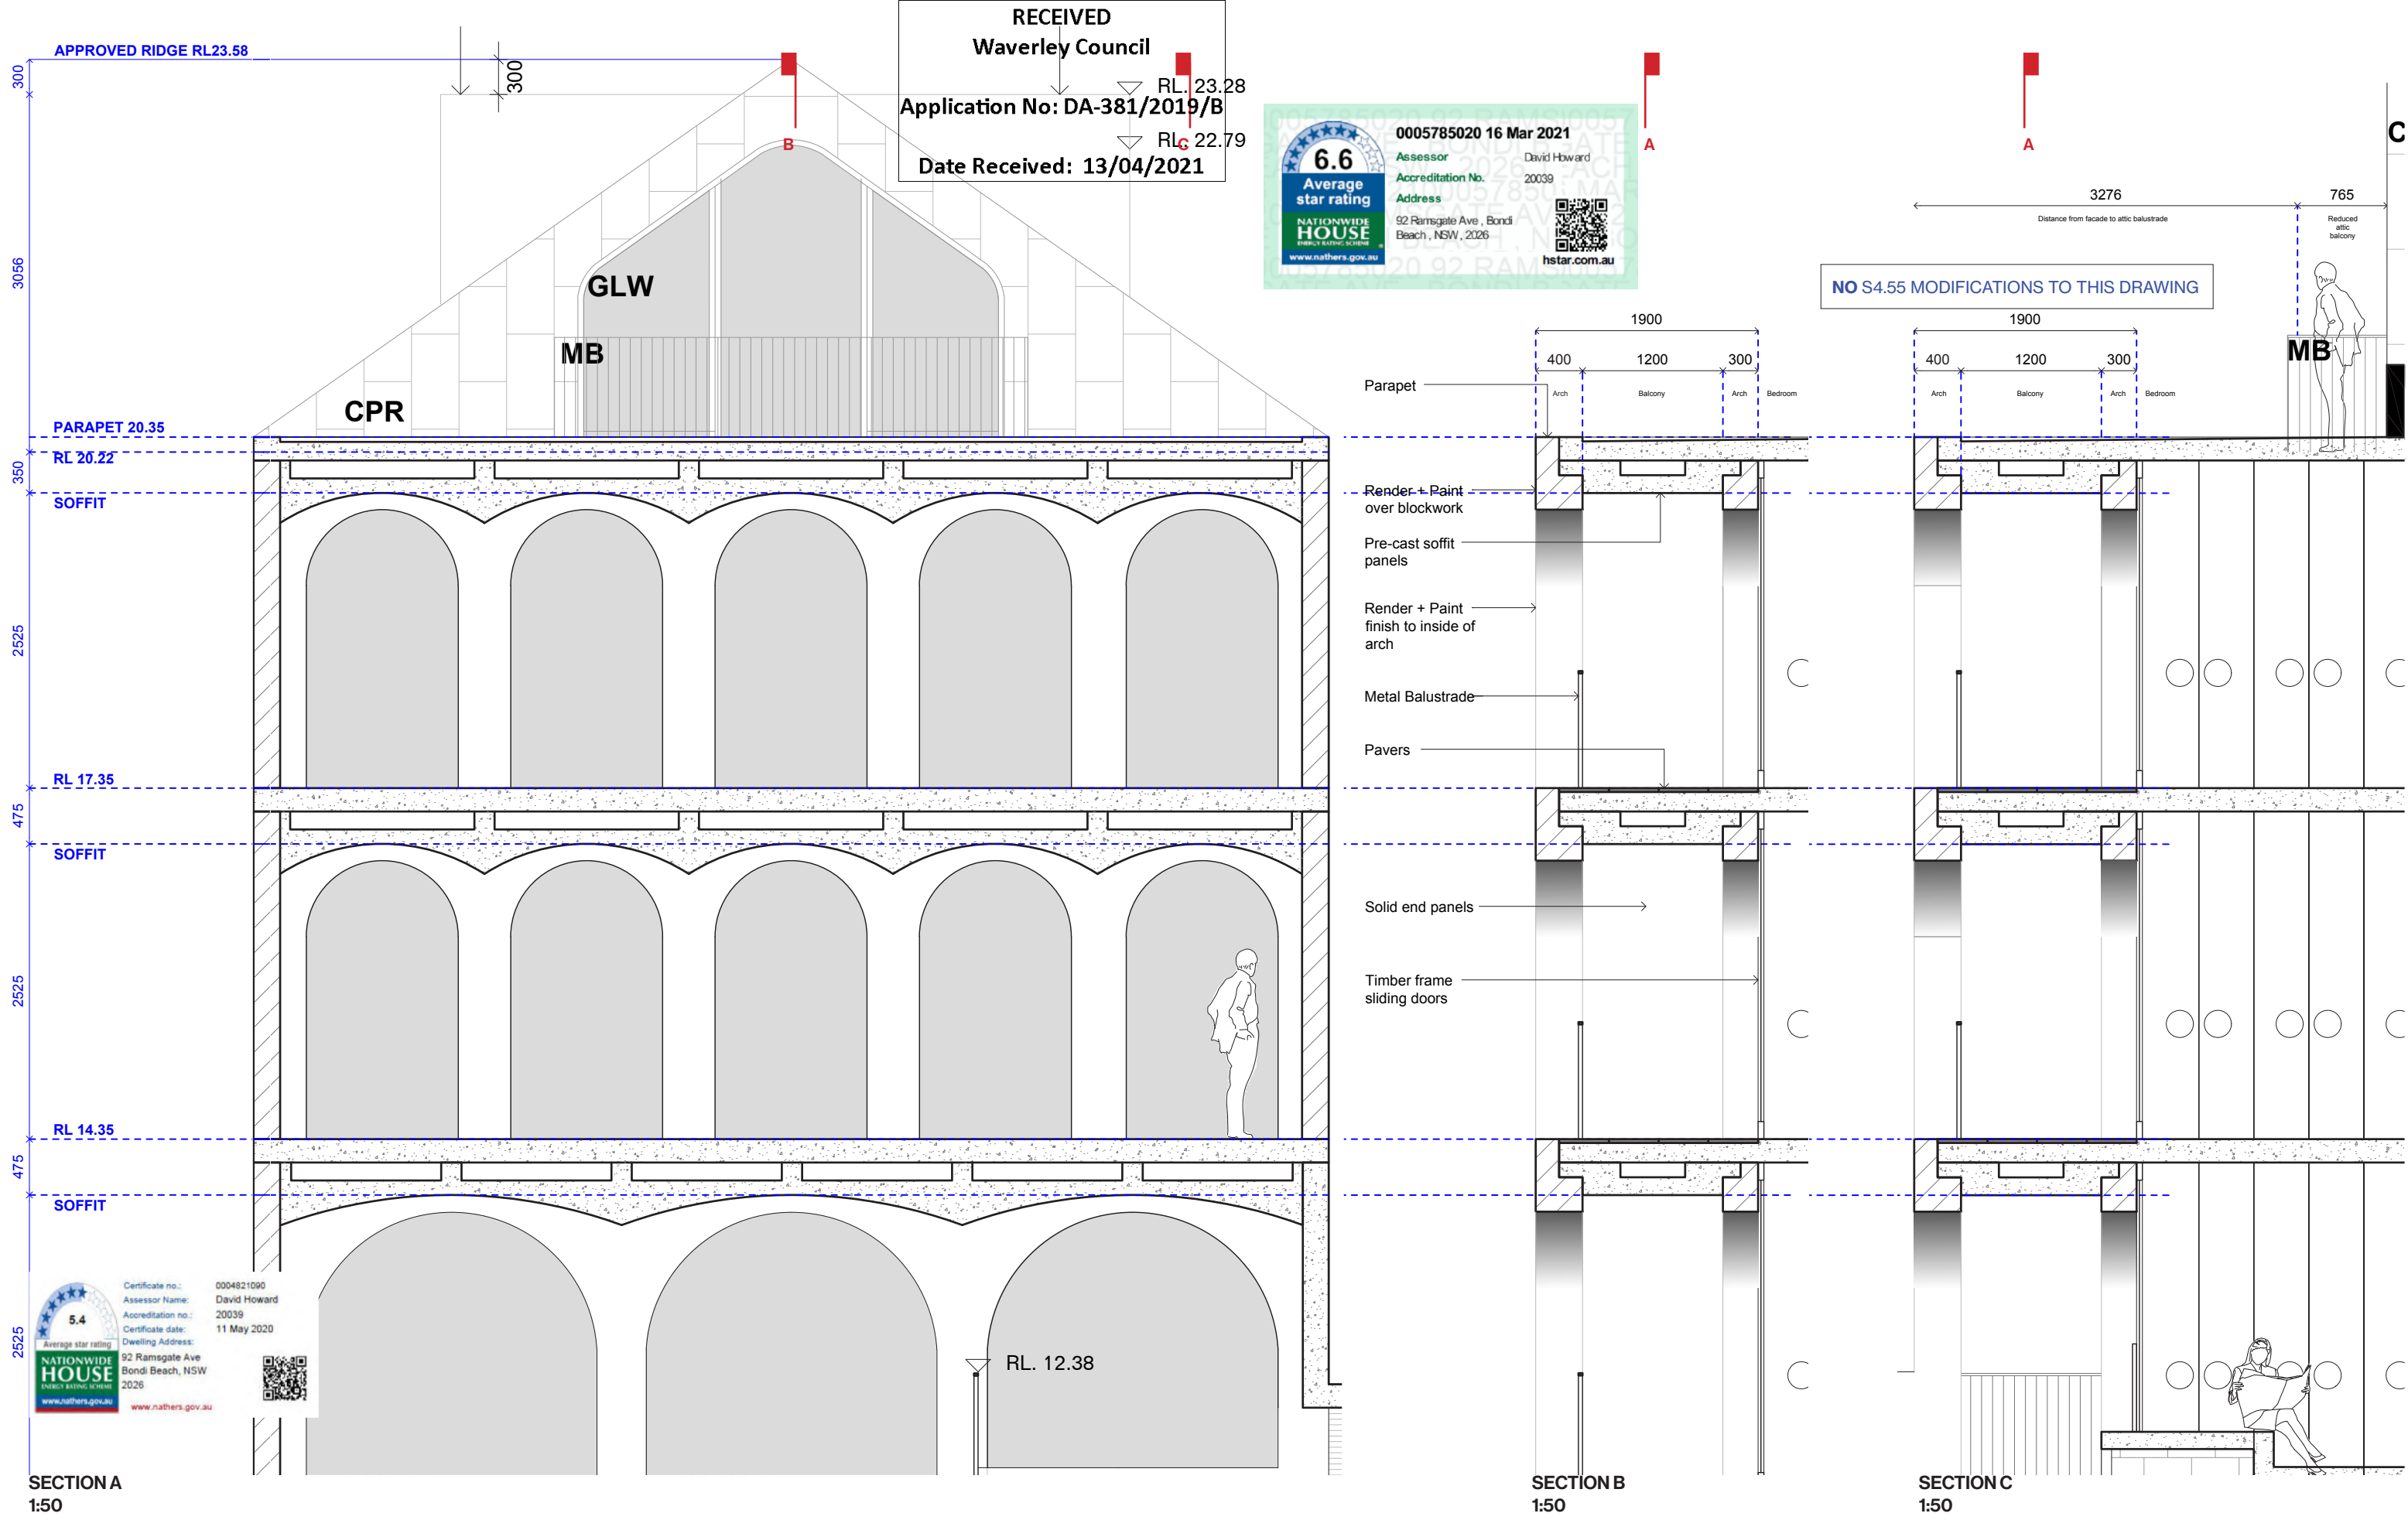 APPROVED RIDGE RL23.58
300
300
RECEIVED
Waverley Council
RL. 23.28
Application No: DA-381/2019/B
RL. 22.79
Date Received: 13/04/2021
B
C
A
A
C
6.6
Average
star rating
NATIONWIDE
HOUSE
ENERGY RATING SCHEME
www.nathers.gov.au
0005785020 16 Mar 2021
Assessor David Howard
Accreditation No. 20039
Address
92 Ramsgate Ave , Bondi
Beach , NSW , 2026
hstar.com.au
3276
765
Distance from facade to attic balustrade
Reduced
attic
balcony
NO S4.55 MODIFICATIONS TO THIS DRAWING
3056
GLW
MB
CPR
MB
1900
400 1200 300
Arch Balcony Arch Bedroom
1900
400 1200 300
Arch Balcony Arch Bedroom
PARAPET 20.35
RL 20.22
350
SOFFIT
2525
RL 17.35
475
SOFFIT
2525
RL 14.35
475
SOFFIT
2525
Parapet
Render + Paint
over blockwork
Pre-cast soffit
panels
Render + Paint
finish to inside of
arch
Metal Balustrade
Pavers
Solid end panels
Timber frame
sliding doors
RL. 12.38
5.4
Average star rating
NATIONWIDE
HOUSE
ENERGY RATING SCHEME
www.nathers.gov.au
Certificate no.: 0004821090
Assessor Name: David Howard
Accreditation no.: 20039
Certificate date: 11 May 2020
Dwelling Address:
92 Ramsgate Ave
Bondi Beach, NSW
2026
www.nathers.gov.au
SECTION A
1:50
SECTION B
1:50
SECTION C
1:50